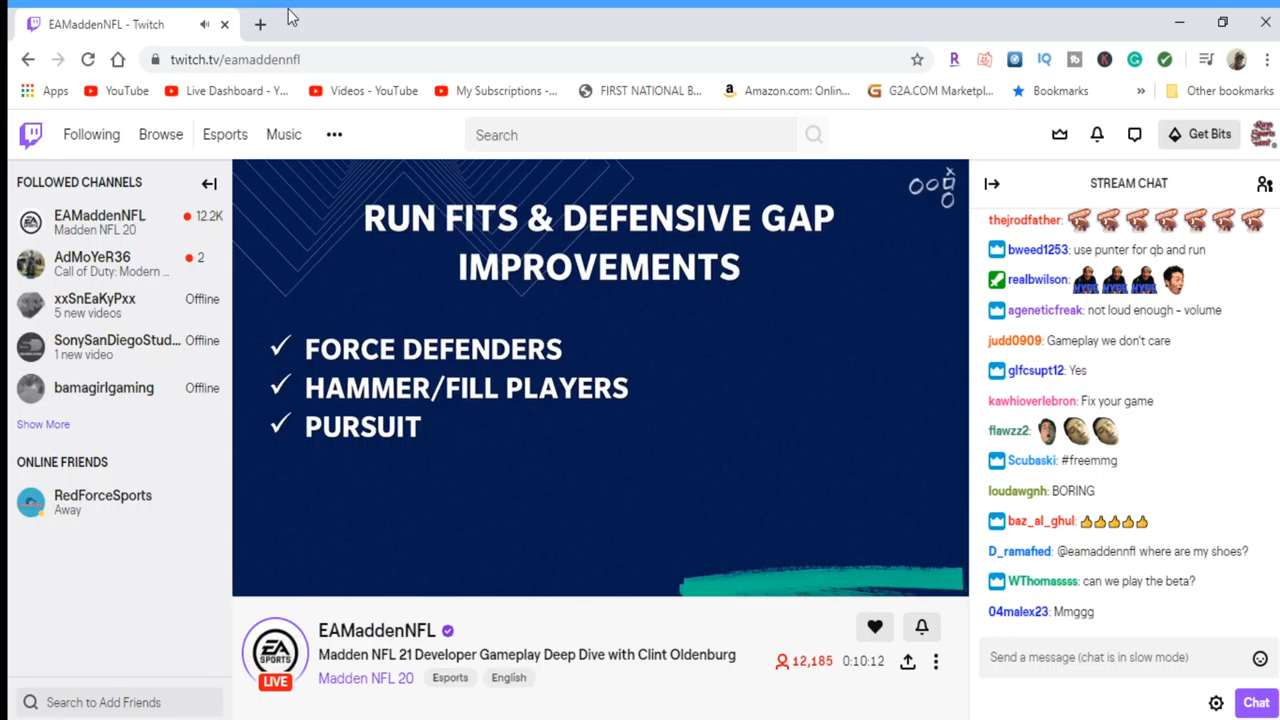 EAMaddenNFL - Twitch
twitch.tv/eamaddennfl
Apps
YouTube
Live Dashboard - Y...
Videos - YouTube
My Subscriptions -...
FIRST NATIONAL B...
Amazon.com: Onlin...
G2A.COM Marketpl...
Bookmarks
»
Other bookmarks
Following
Browse
Esports
Music
Search
Get Bits
FOLLOWED CHANNELS
EAMaddenNFL
Madden NFL 20
12.2K
AdMoYeR36
Call of Duty: Modern ...
2
xxSnEaKyPxx
5 new videos
Offline
SonySanDiegoStud...
1 new video
Offline
bamagirlgaming
Offline
Show More
ONLINE FRIENDS
RedForceSports
Away
Search to Add Friends
RUN FITS & DEFENSIVE GAP
IMPROVEMENTS
✓ FORCE DEFENDERS
✓ HAMMER/FILL PLAYERS
✓ PURSUIT
EA
SPORTS
LIVE
EAMaddenNFL
Madden NFL 21 Developer Gameplay Deep Dive with Clint Oldenburg
Madden NFL 20
Esports
English
12,185
0:10:12
STREAM CHAT
thejrodfather:
bweed1253: use punter for qb and run
realbwilson:
ageneticfreak: not loud enough - volume
judd0909: Gameplay we don't care
glfcsupt12: Yes
kawhioverlebron: Fix your game
flawzz2:
Scubaski: #freemmg
loudawgnh: BORING
baz_al_ghul: 👍👍👍👍👍
D_ramafied: @eamaddennfl where are my shoes?
WThomassss: can we play the beta?
04malex23: Mmggg
Send a message (chat is in slow mode)
Chat